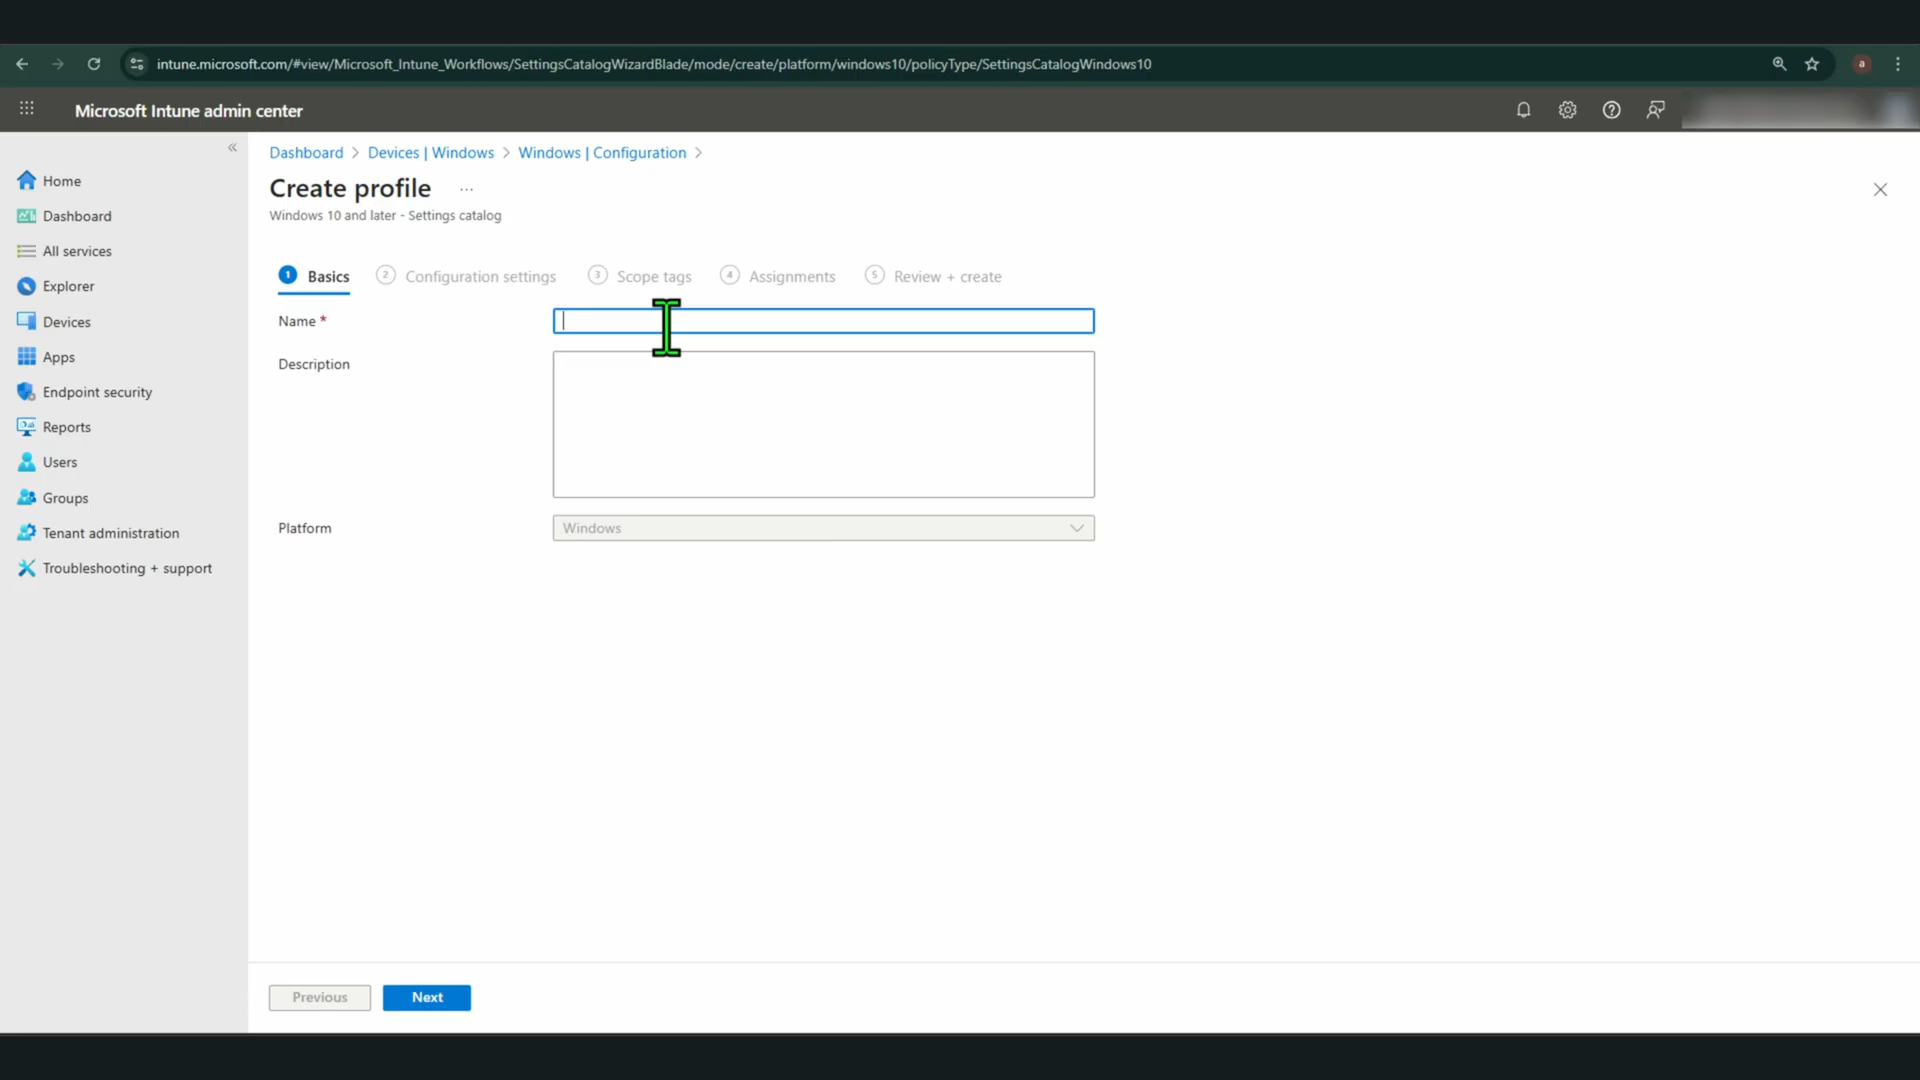 intune.microsoft.com/#view/Microsoft_Intune_Workflows/SettingsCatalogWizardBlade/mode/create/platform/windows10/policyType/SettingsCatalogWindows10
a
Microsoft Intune admin center
Home
Dashboard
All services
Explorer
Devices
Apps
Endpoint security
Reports
Users
Groups
Tenant administration
Troubleshooting + support
Dashboard > Devices | Windows > Windows | Configuration >
Create profile ...
Windows 10 and later - Settings catalog
1 Basics 2 Configuration settings 3 Scope tags 4 Assignments 5 Review + create
Name *
Description
Platform Windows
Previous Next